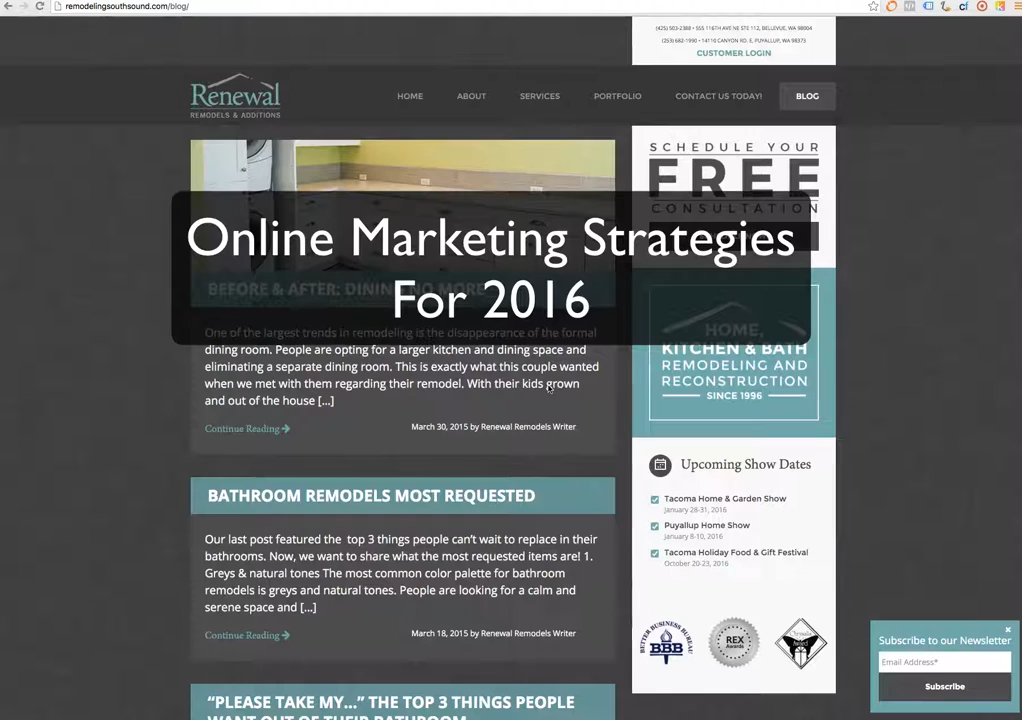 remodelingsouthsound.com/blog/
(425) 503-2388 • 555 116TH AVE NE STE 112, BELLEVUE, WA 98004
(253) 682-1990 • 14110 CANYON RD. E, PUYALLUP, WA 98373
CUSTOMER LOGIN
Renewal
REMODELS & ADDITIONS
HOME
ABOUT
SERVICES
PORTFOLIO
CONTACT US TODAY!
BLOG
SCHEDULE YOUR
FREE
CONSULTATION
Online Marketing Strategies
For 2016
BEFORE & AFTER: DINING NO MORE
One of the largest trends in remodeling is the disappearance of the formal
dining room. People are opting for a larger kitchen and dining space and
eliminating a separate dining room. This is exactly what this couple wanted
when we met with them regarding their remodel. With their kids grown
and out of the house [...]
Continue Reading
March 30, 2015 by Renewal Remodels Writer
HOME,
KITCHEN & BATH
REMODELING AND
RECONSTRUCTION
SINCE 1996
BATHROOM REMODELS MOST REQUESTED
Our last post featured the top 3 things people can't wait to replace in their
bathrooms. Now, we want to share what the most requested items are! 1.
Greys & natural tones The most common color palette for bathroom
remodels is greys and natural tones. People are looking for a calm and
serene space and [...]
Continue Reading
March 18, 2015 by Renewal Remodels Writer
Upcoming Show Dates
Tacoma Home & Garden Show
January 28-31, 2016
Puyallup Home Show
January 8-10, 2016
Tacoma Holiday Food & Gift Festival
October 20-23, 2016
BETTER BUSINESS BUREAU
BBB
REX
Awards
"PLEASE TAKE MY..." THE TOP 3 THINGS PEOPLE
WANT OUT OF THEIR BATHROOM
Subscribe to our Newsletter
Email Address*
Subscribe